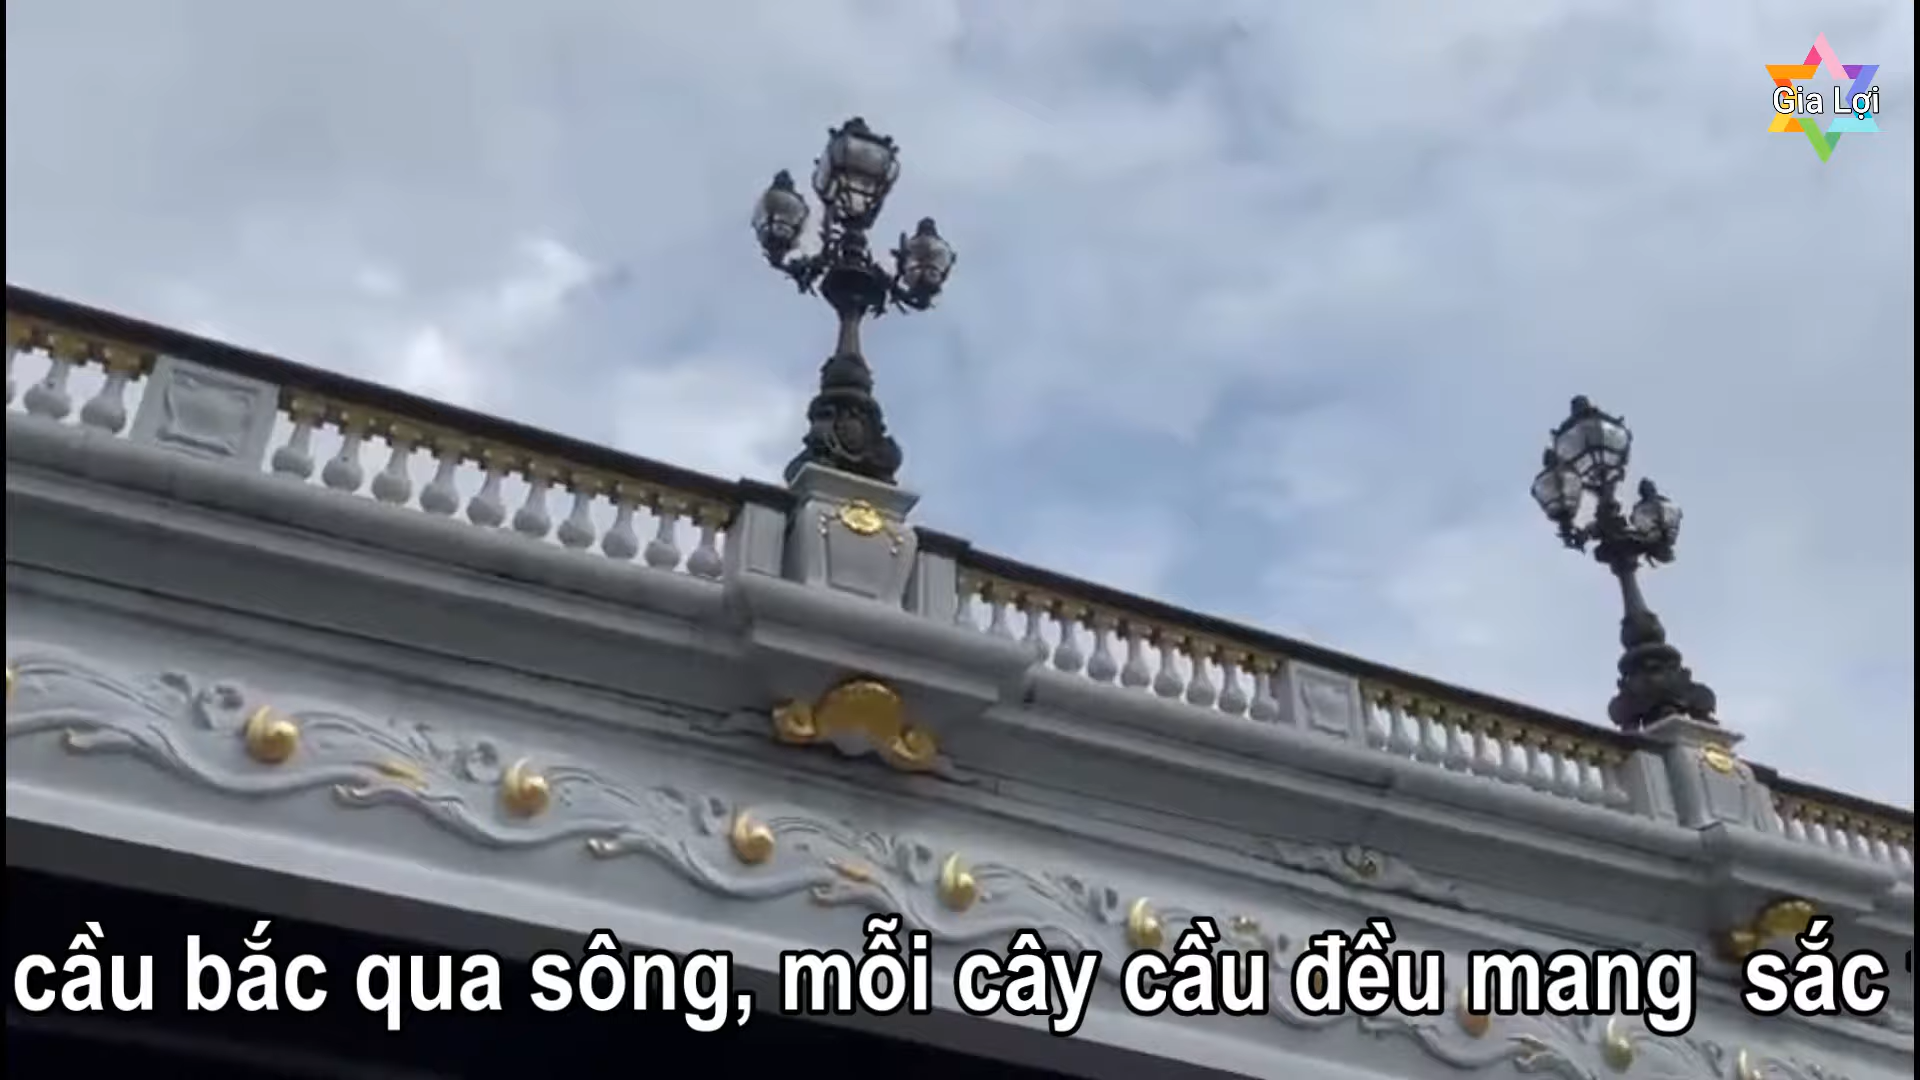 Gia Lợi
cầu bắc qua sông, mỗi cây cầu đều mang sắc